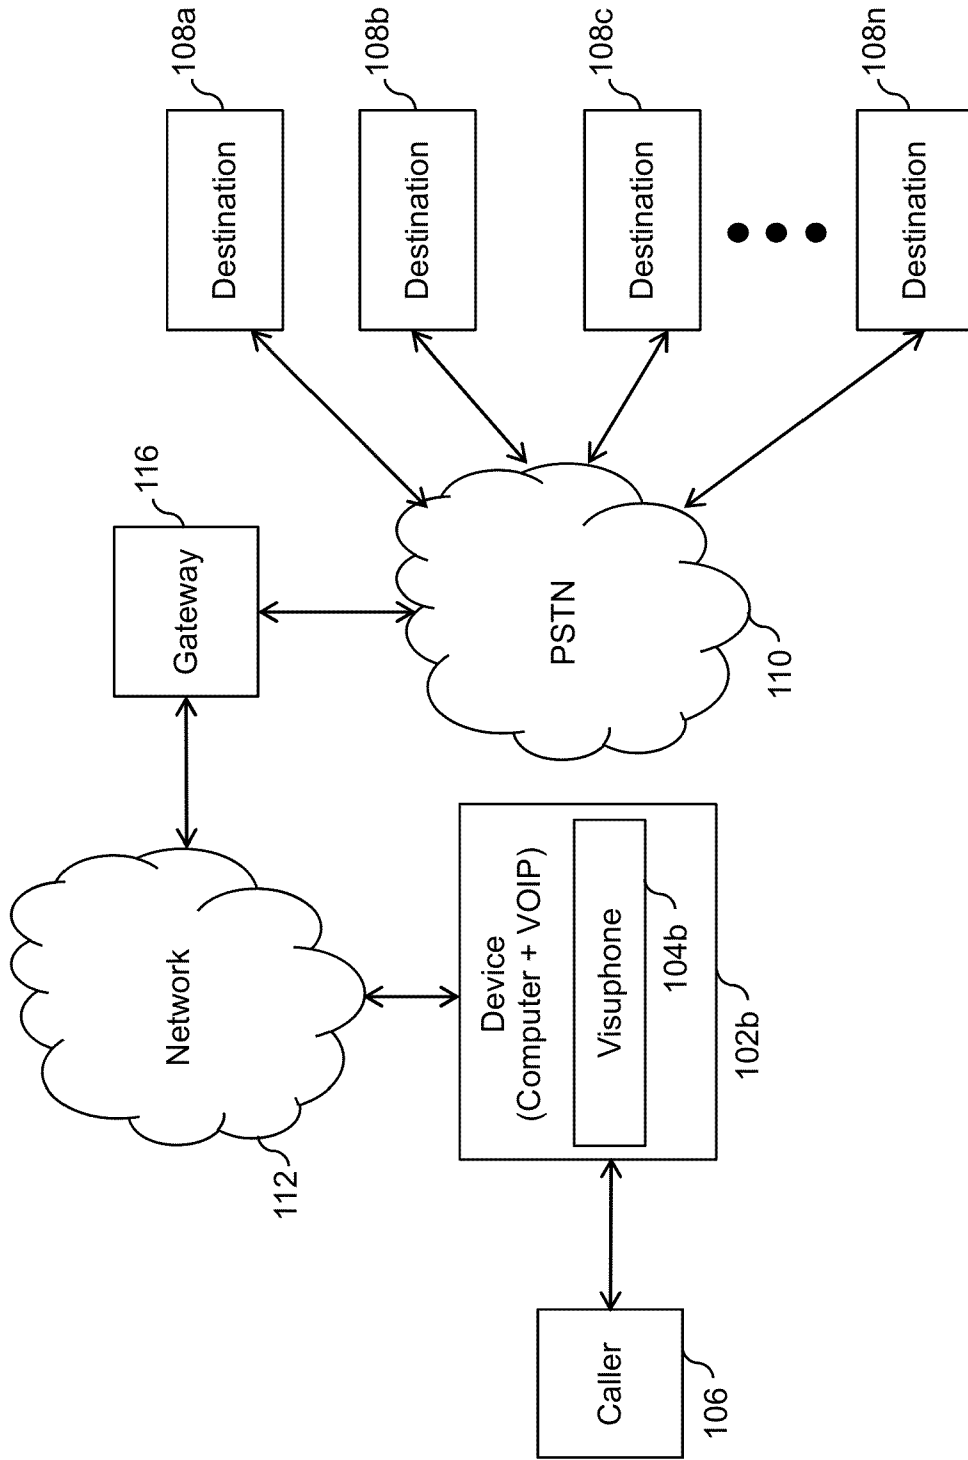 Caller
106
Device
(Computer + VOIP)
Visuphone
104b
102b
Network
112
Gateway
116
PSTN
110
Destination
108a
Destination
108b
Destination
108c
Destination
108n